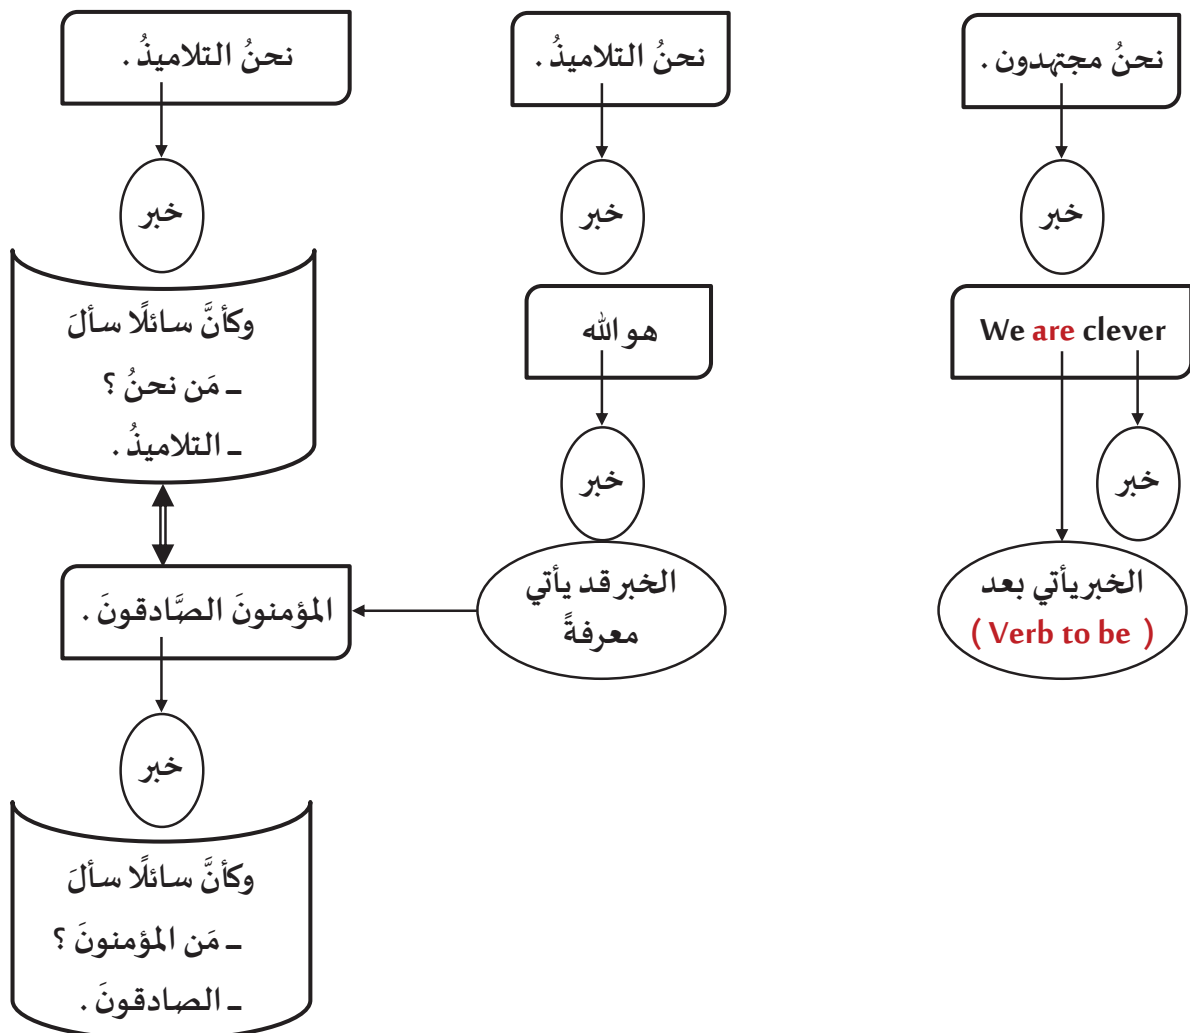 نحنُ مجتهدون .
خبر
We are clever
خبر
الخبر يأتي بعد
( Verb to be )
نحنُ التلاميذُ .
خبر
هو الله
خبر
الخبر قد يأتي
معرفةً
نحنُ التلاميذُ .
خبر
وكأنَّ سائلًا سألَ
ـ مَن نحنُ ؟
ـ التلاميذُ .
المؤمنونَ الصَّادقونَ .
خبر
وكأنَّ سائلًا سألَ
ـ مَن المؤمنونَ ؟
ـ الصادقونَ .